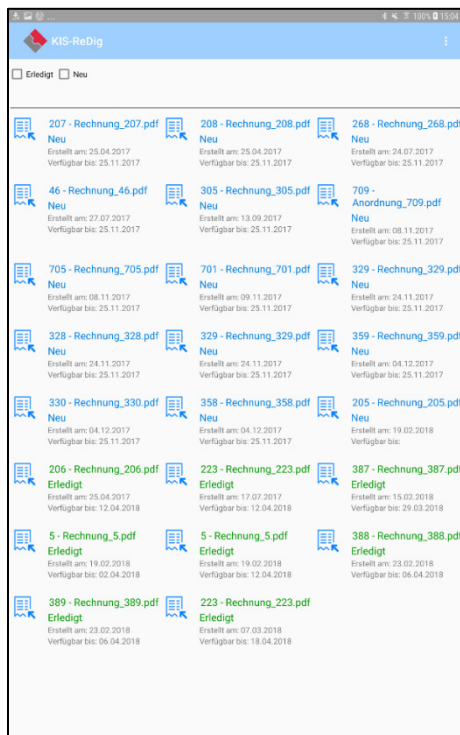 100% 15:04
KIS-ReDig
Erledigt Neu
207 - Rechnung_207.pdf
Neu
Erstellt am: 25.04.2017
Verfügbar bis: 25.11.2017
208 - Rechnung_208.pdf
Neu
Erstellt am: 25.04.2017
Verfügbar bis: 25.11.2017
268 - Rechnung_268.pdf
Neu
Erstellt am: 24.07.2017
Verfügbar bis: 25.11.2017
46 - Rechnung_46.pdf
Neu
Erstellt am: 27.07.2017
Verfügbar bis: 25.11.2017
305 - Rechnung_305.pdf
Neu
Erstellt am: 13.09.2017
Verfügbar bis: 25.11.2017
709 -
Anordnung_709.pdf
Neu
Erstellt am: 08.11.2017
Verfügbar bis: 25.11.2017
705 - Rechnung_705.pdf
Neu
Erstellt am: 08.11.2017
Verfügbar bis: 25.11.2017
701 - Rechnung_701.pdf
Neu
Erstellt am: 09.11.2017
Verfügbar bis: 25.11.2017
329 - Rechnung_329.pdf
Neu
Erstellt am: 24.11.2017
Verfügbar bis: 25.11.2017
328 - Rechnung_328.pdf
Neu
Erstellt am: 24.11.2017
Verfügbar bis: 25.11.2017
329 - Rechnung_329.pdf
Neu
Erstellt am: 24.11.2017
Verfügbar bis: 25.11.2017
359 - Rechnung_359.pdf
Neu
Erstellt am: 04.12.2017
Verfügbar bis: 25.11.2017
330 - Rechnung_330.pdf
Neu
Erstellt am: 04.12.2017
Verfügbar bis: 25.11.2017
358 - Rechnung_358.pdf
Neu
Erstellt am: 04.12.2017
Verfügbar bis: 25.11.2017
205 - Rechnung_205.pdf
Neu
Erstellt am: 19.02.2018
Verfügbar bis:
206 - Rechnung_206.pdf
Erledigt
Erstellt am: 25.04.2017
Verfügbar bis: 12.04.2018
223 - Rechnung_223.pdf
Erledigt
Erstellt am: 17.07.2017
Verfügbar bis: 12.04.2018
387 - Rechnung_387.pdf
Erledigt
Erstellt am: 15.02.2018
Verfügbar bis: 29.03.2018
5 - Rechnung_5.pdf
Erledigt
Erstellt am: 19.02.2018
Verfügbar bis: 02.04.2018
5 - Rechnung_5.pdf
Erledigt
Erstellt am: 19.02.2018
Verfügbar bis: 12.04.2018
388 - Rechnung_388.pdf
Erledigt
Erstellt am: 23.02.2018
Verfügbar bis: 06.04.2018
389 - Rechnung_389.pdf
Erledigt
Erstellt am: 23.02.2018
Verfügbar bis: 06.04.2018
223 - Rechnung_223.pdf
Erledigt
Erstellt am: 07.03.2018
Verfügbar bis: 18.04.2018